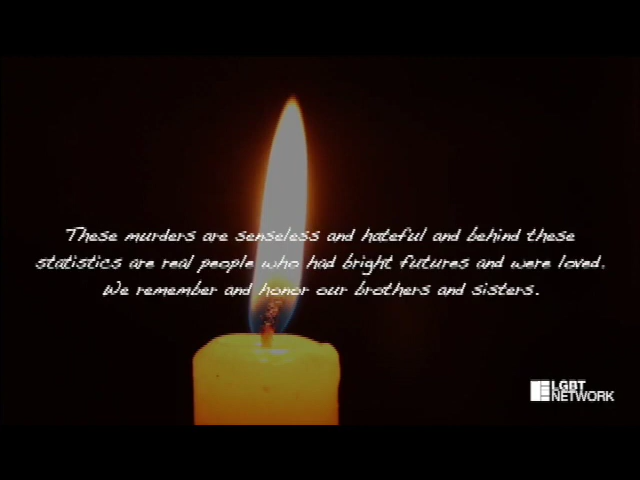 These murders are senseless and hateful and behind these
statistics are real people who had bright futures and were loved.
We remember and honor our brothers and sisters.
LGBT
NETWORK